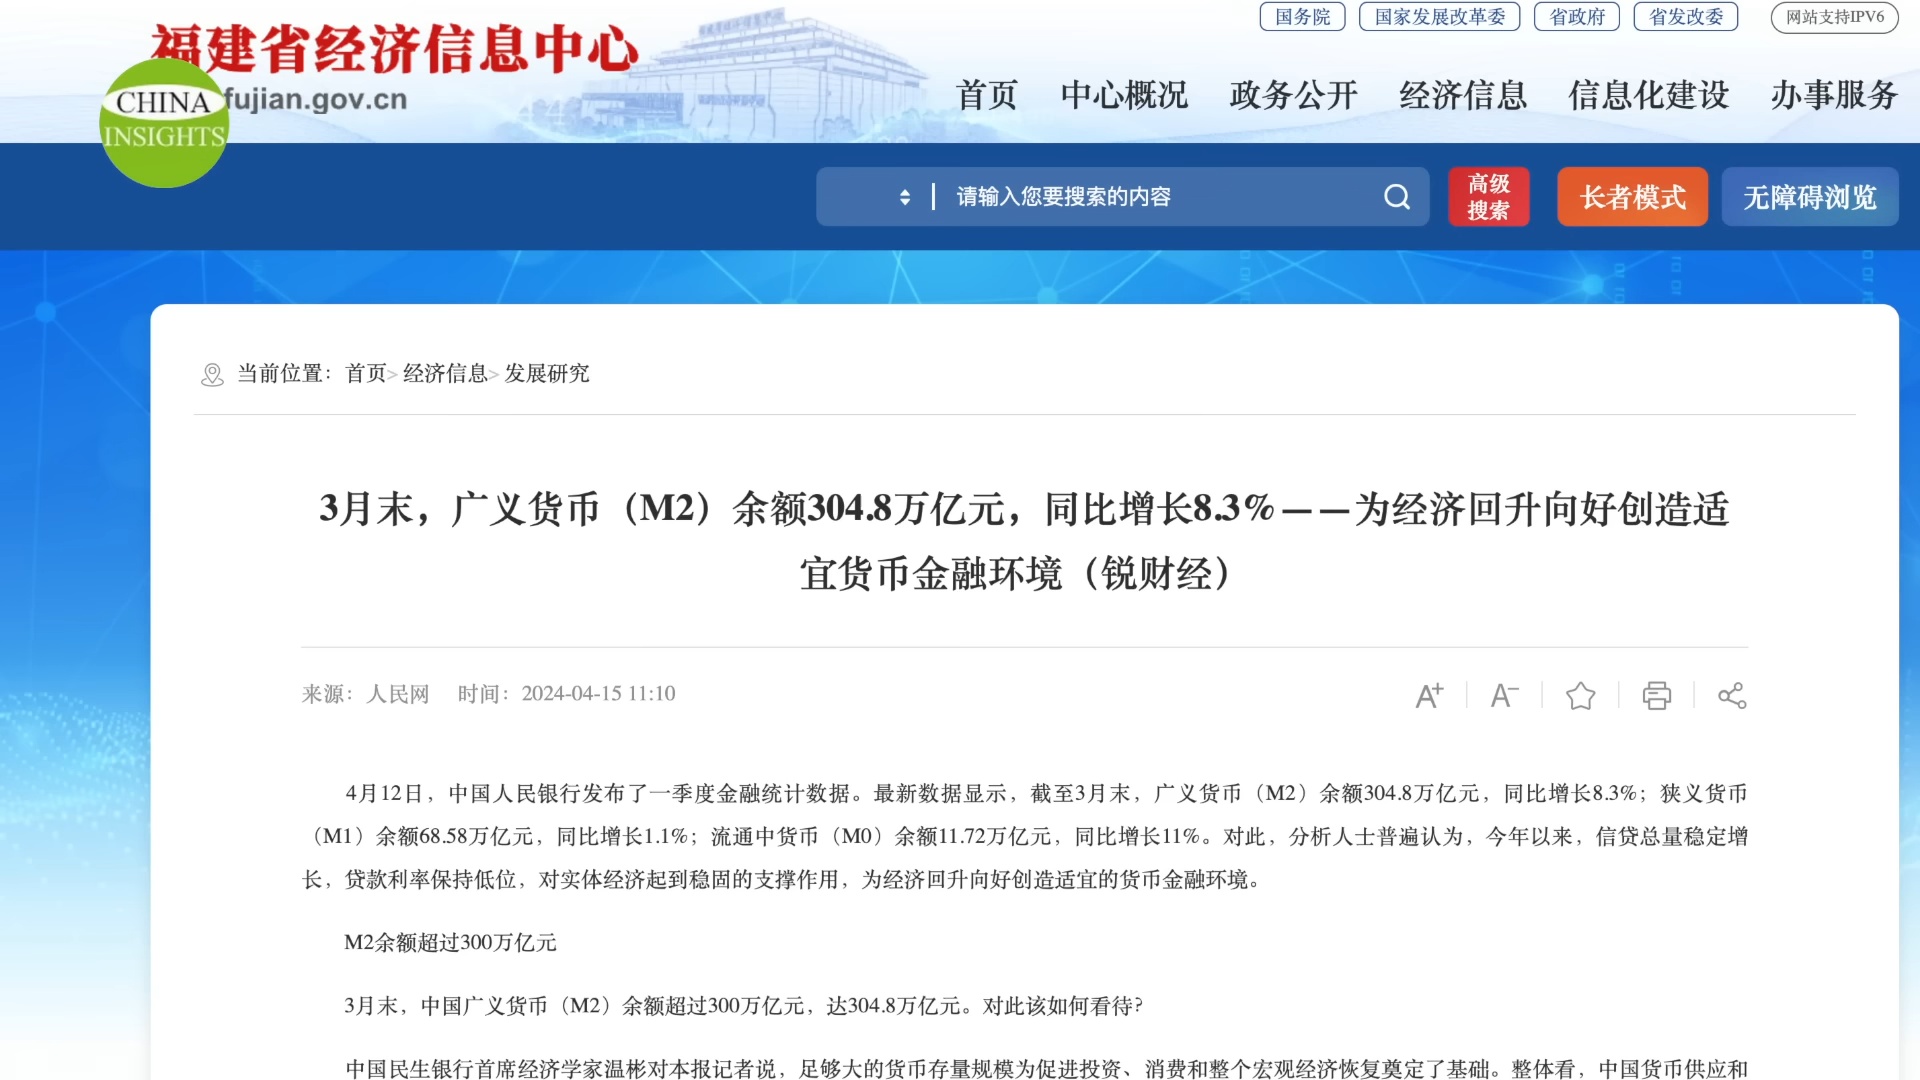 国务院 国家发展改革委 省政府 省发改委 网站支持IPV6
福建省经济信息中心
fujian.gov.cn
CHINA
INSIGHTS
首页 中心概况 政务公开 经济信息 信息化建设 办事服务
请输入您要搜索的内容
高级
搜索
长者模式 无障碍浏览
当前位置：首页> 经济信息> 发展研究
3月末，广义货币（M2）余额304.8万亿元，同比增长8.3%——为经济回升向好创造适
宜货币金融环境（锐财经）
来源：人民网 时间：2024-04-15 11:10
A+ A-
4月12日，中国人民银行发布了一季度金融统计数据。最新数据显示，截至3月末，广义货币（M2）余额304.8万亿元，同比增长8.3%；狭义货币
（M1）余额68.58万亿元，同比增长1.1%；流通中货币（M0）余额11.72万亿元，同比增长11%。对此，分析人士普遍认为，今年以来，信贷总量稳定增
长，贷款利率保持低位，对实体经济起到稳固的支撑作用，为经济回升向好创造适宜的货币金融环境。
M2余额超过300万亿元
3月末，中国广义货币（M2）余额超过300万亿元，达304.8万亿元。对此该如何看待?
中国民生银行首席经济学家温彬对本报记者说，足够大的货币存量规模为促进投资、消费和整个宏观经济恢复奠定了基础。整体看，中国货币供应和